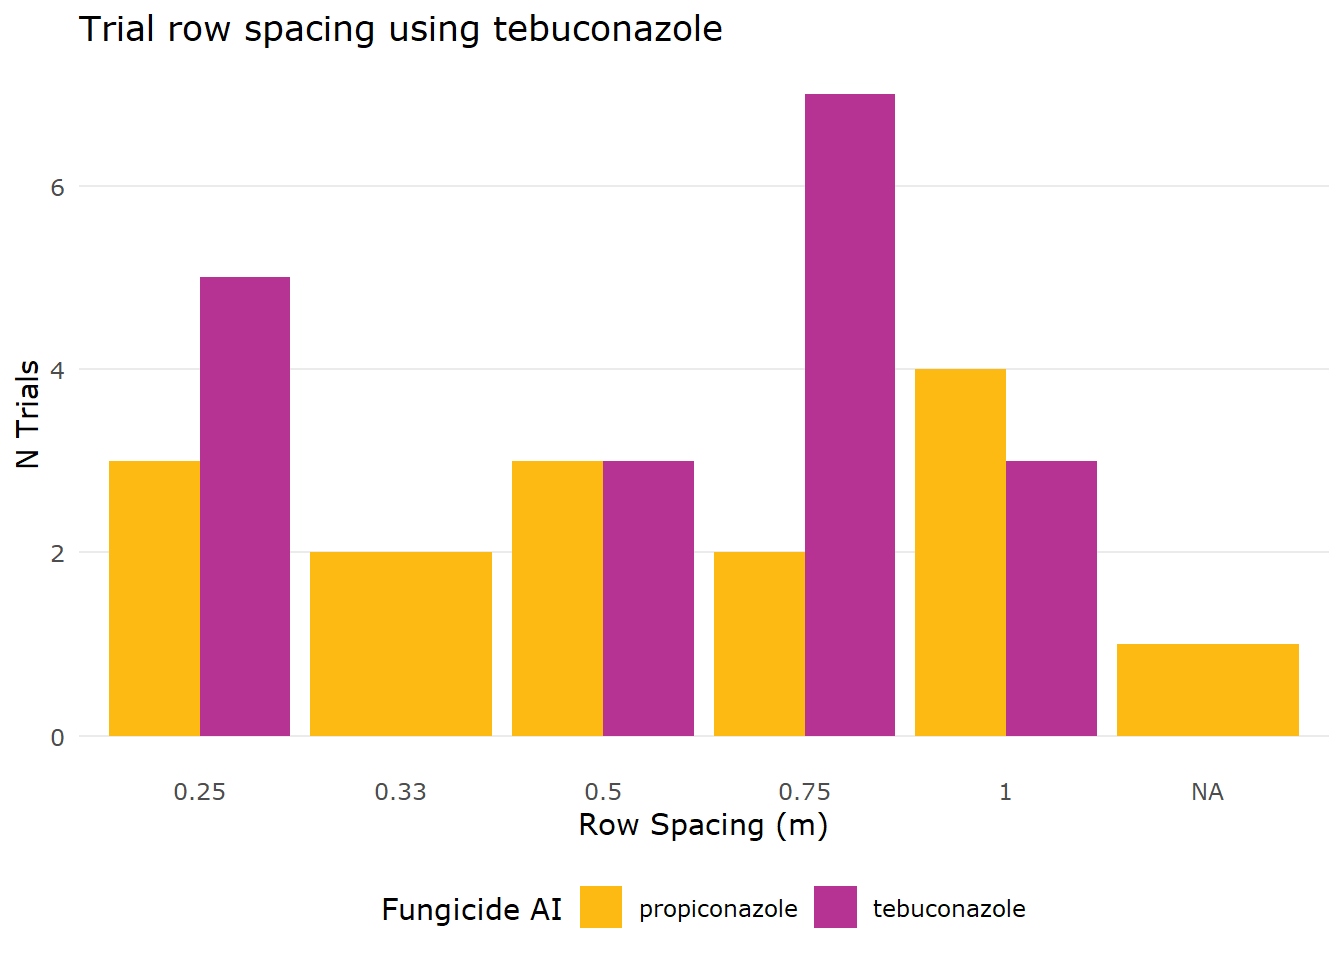 Trial row spacing using tebuconazole
N Trials
6
4
2
0
0.25 0.33 0.5 0.75 1 NA
Row Spacing (m)
Fungicide AI propiconazole tebuconazole